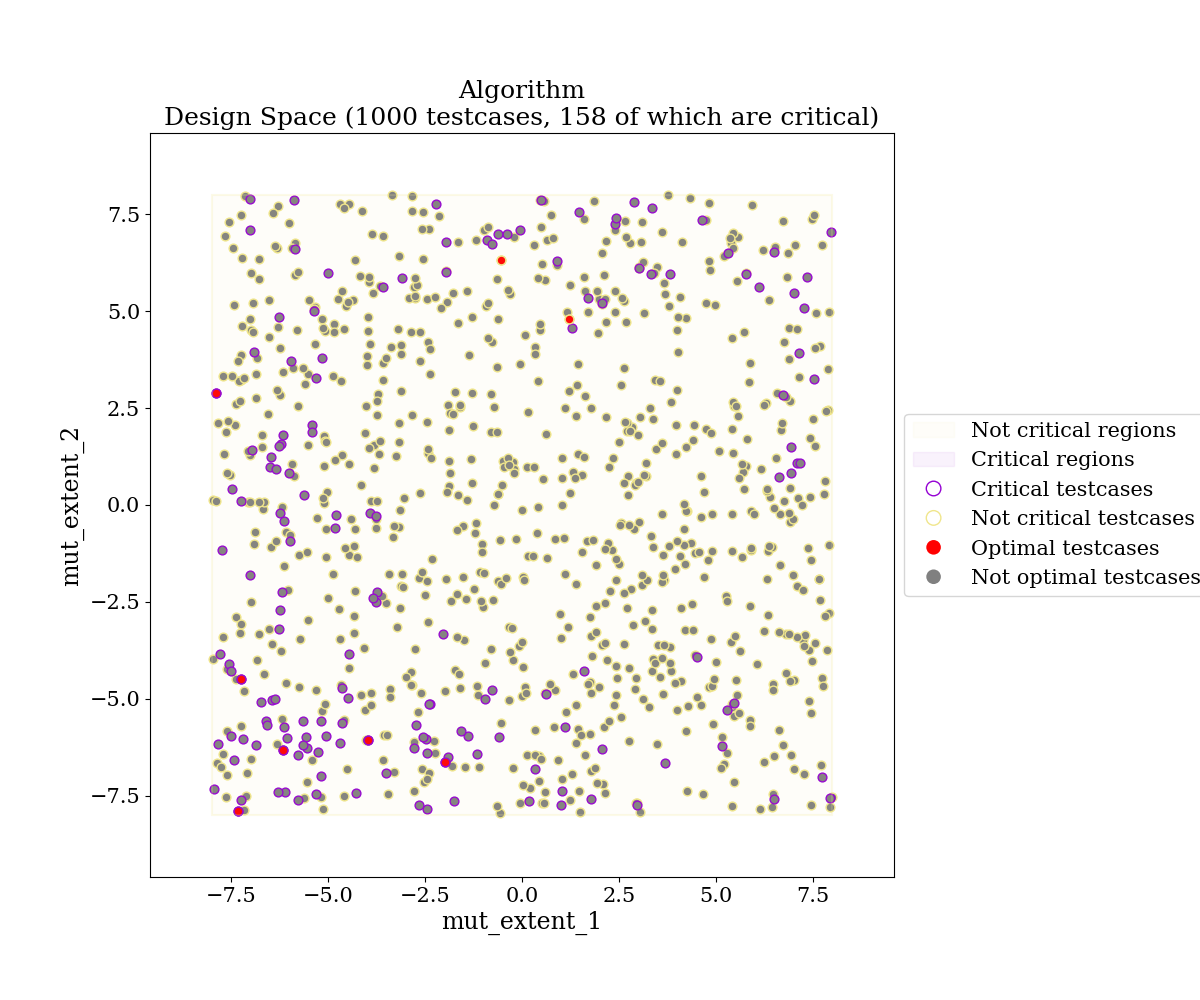 Algorithm
Design Space (1000 testcases, 158 of which are critical)
7.5
5.0
2.5
0.0
−2.5
−5.0
−7.5
mut_extent_2
−7.5 −5.0 −2.5 0.0 2.5 5.0 7.5
mut_extent_1
Not critical regions
Critical regions
Critical testcases
Not critical testcases
Optimal testcases
Not optimal testcases